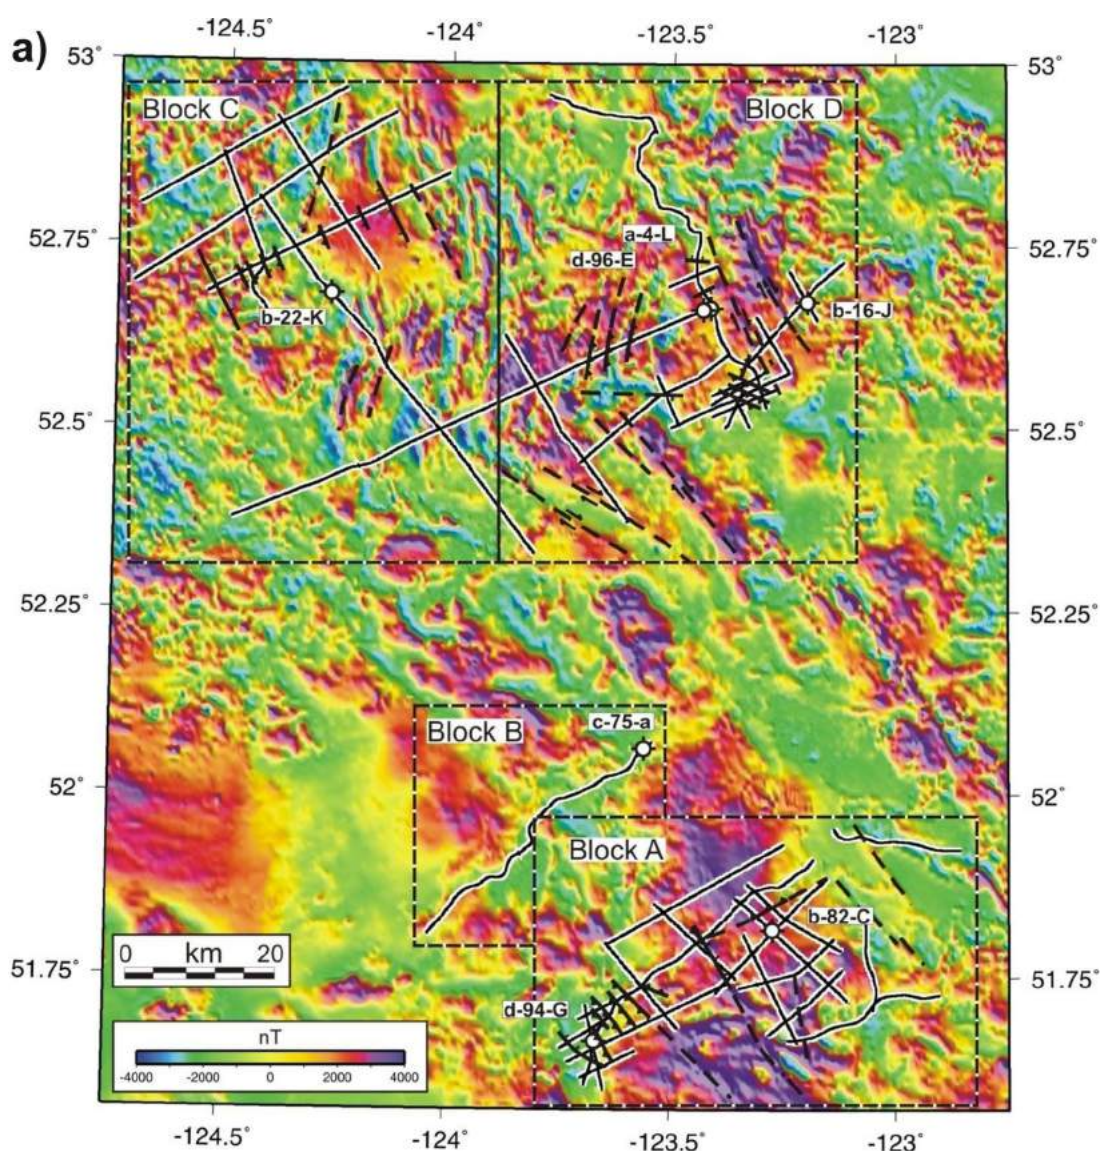 a)
-124.5°
-124°
-123.5°
-123°
53°
53°
Block C
Block D
52.75°
52.75°
a-4-L
d-96-E
b-22-K
b-16-J
52.5°
52.5°
52.25°
52.25°
c-75-a
Block B
52°
52°
Block A
b-82-C
0 km 20
51.75°
51.75°
d-94-G
nT
-4000 -2000 0 2000 4000
-124.5°
-124°
-123.5°
-123°